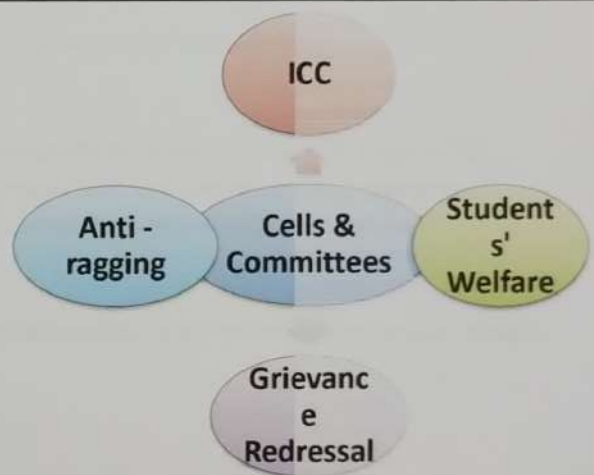 ICC
Anti -
ragging
Cells &
Committees
Student
s'
Welfare
Grievanc
e
Redressal